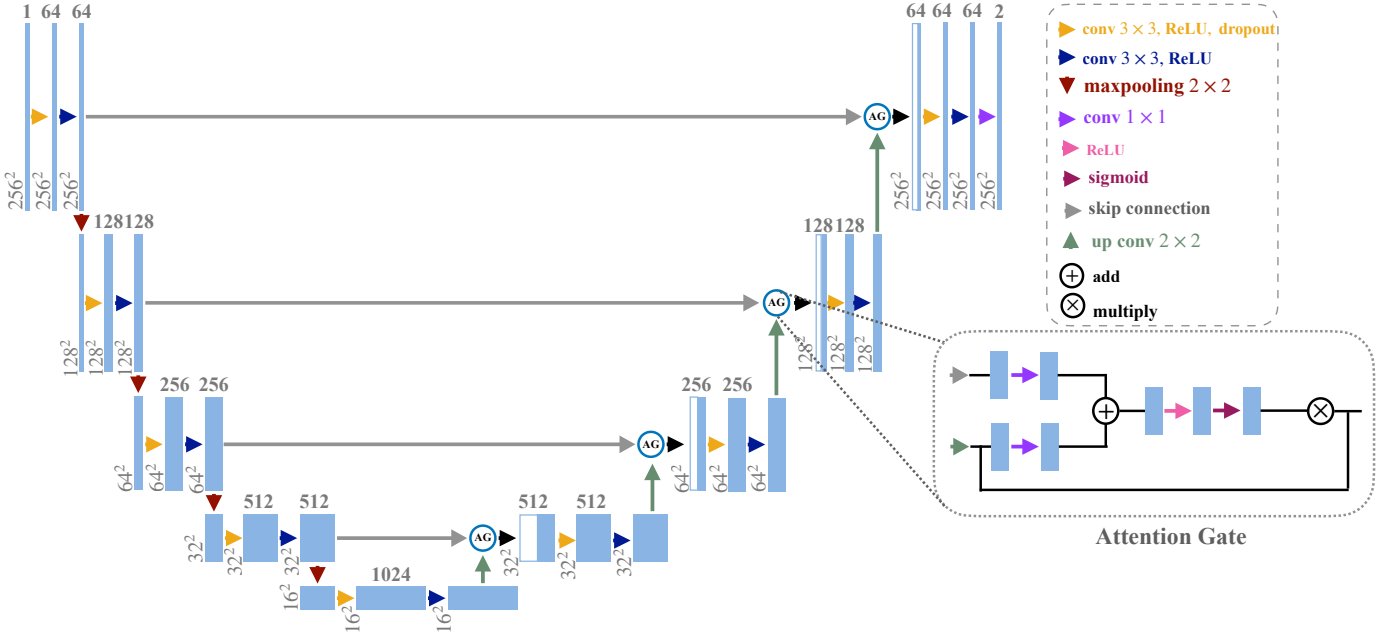 1 64 64
64 64 64 2
conv 3 × 3, ReLU, dropout
conv 3 × 3, ReLU
maxpooling 2 × 2
conv 1 × 1
ReLU
sigmoid
skip connection
up conv 2 × 2
add
multiply
AG
256² 256² 256²
256² 256² 256² 256²
128 128
128 128
AG
128² 128² 128²
128² 128² 128²
256 256
256 256
AG
64² 64² 64²
64² 64² 64²
512 512
512 512
AG
32² 32² 32²
32² 32² 32²
1024
16² 16² 16²
Attention Gate